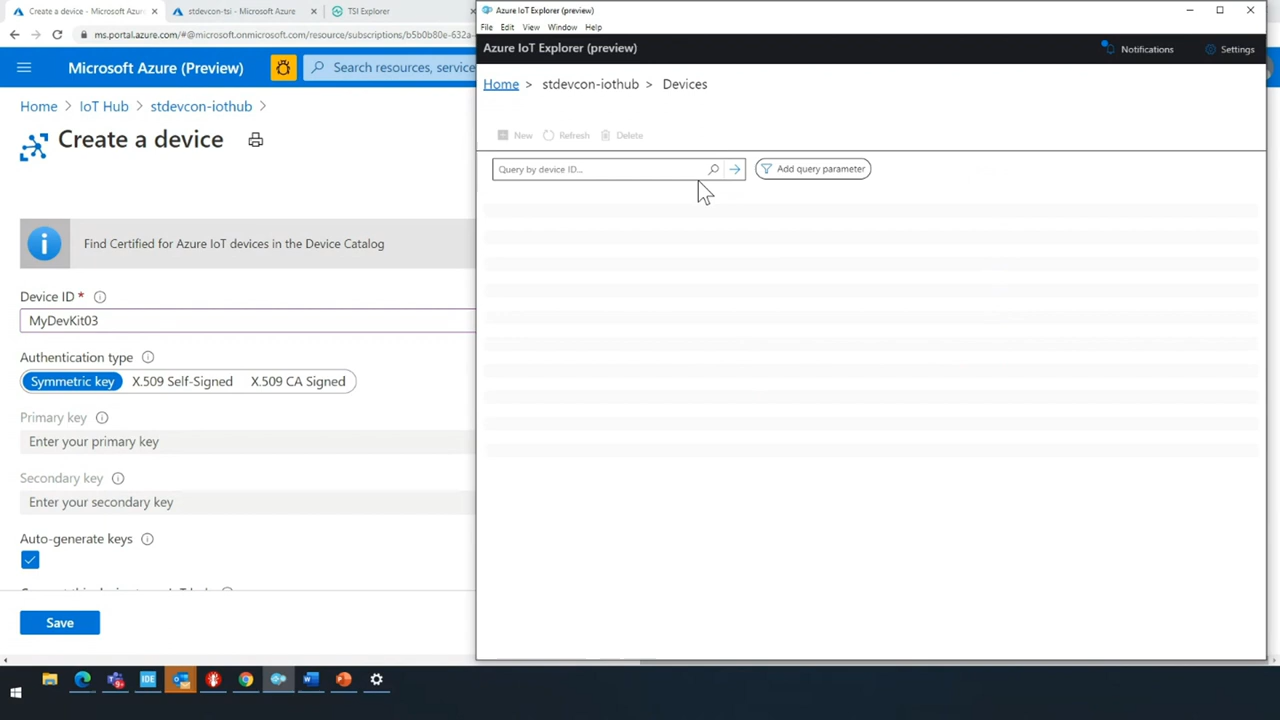 Create a device - Microsoft Azure
stdevcon-tsi - Microsoft Azure
TSI Explorer
ms.portal.azure.com/#@microsoft.onmicrosoft.com/resource/subscriptions/b5b0b80e-632a-
Microsoft Azure (Preview)
Search resources, service
Home > IoT Hub > stdevcon-iothub >
Create a device
Find Certified for Azure IoT devices in the Device Catalog
Device ID *
MyDevKit03
Authentication type
Symmetric key
X.509 Self-Signed
X.509 CA Signed
Primary key
Enter your primary key
Secondary key
Enter your secondary key
Auto-generate keys
Save
Azure IoT Explorer (preview)
File Edit View Window Help
Azure IoT Explorer (preview)
Notifications
Settings
Home > stdevcon-iothub > Devices
New
Refresh
Delete
Query by device ID...
Add query parameter
IDE